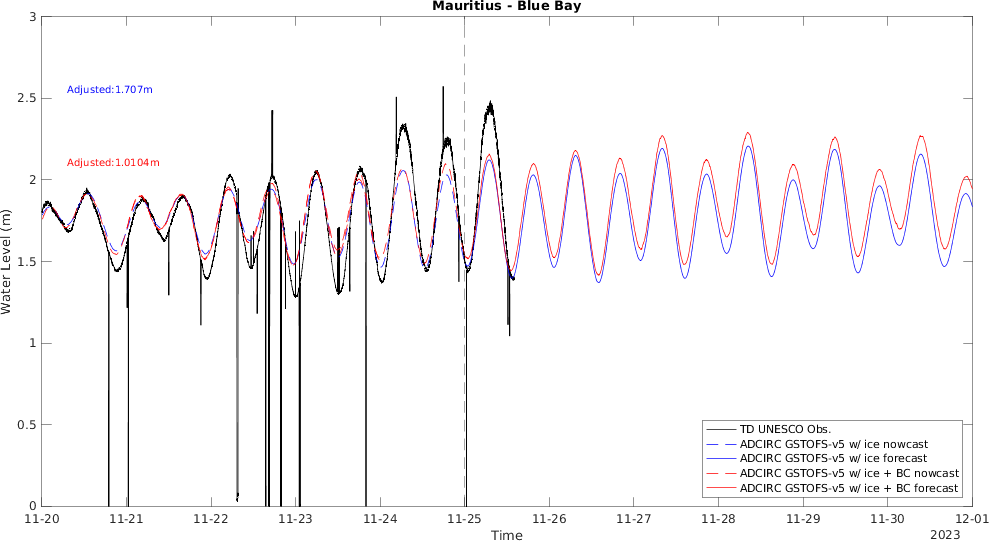 Mauritius - Blue Bay
3
2.5
2
1.5
1
0.5
0
Water Level (m)
Adjusted:1.707m
Adjusted:1.0104m
TD UNESCO Obs.
ADCIRC GSTOFS-v5 w/ ice nowcast
ADCIRC GSTOFS-v5 w/ ice forecast
ADCIRC GSTOFS-v5 w/ ice + BC nowcast
ADCIRC GSTOFS-v5 w/ ice + BC forecast
11-20 11-21 11-22 11-23 11-24 11-25 11-26 11-27 11-28 11-29 11-30 12-01
Time
2023